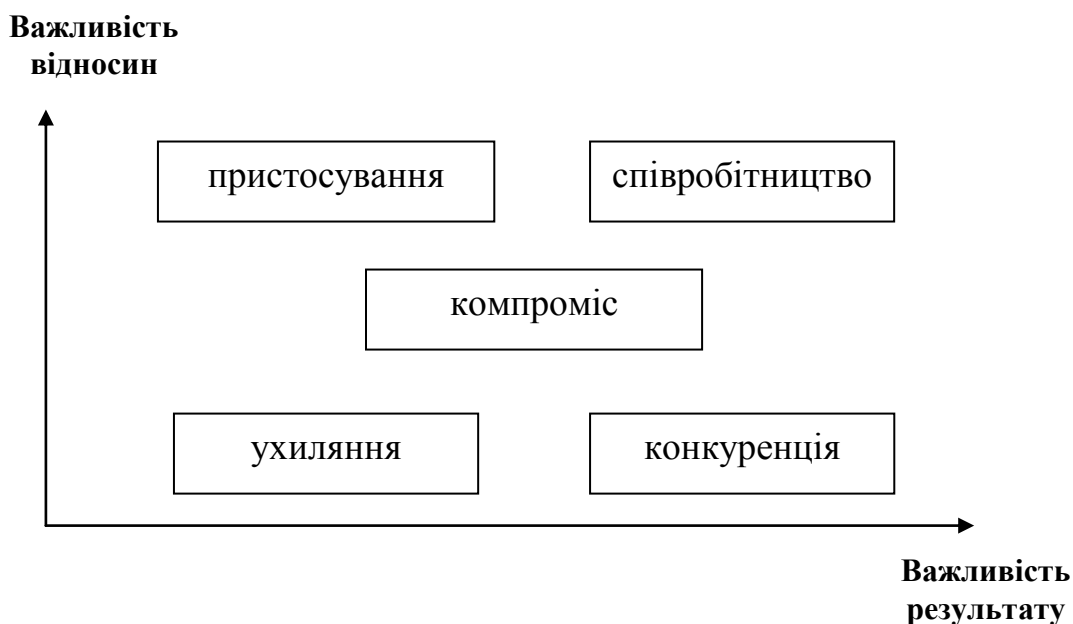 Важливість
відносин
пристосування
співробітництво
компроміс
ухиляння
конкуренція
Важливість
результату